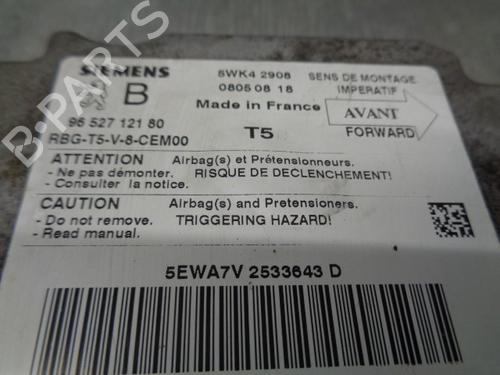 B-PARTS
SIEMENS 5WK4 2908 SENS DE MONTAGE
IMPERATIF
B 0805 08 18
Made in France AVANT
96 527 121 80
RBG-T5-V-8-CEM00 T5 FORWARD
ATTENTION Airbag(s) et Prétensionneurs.
- Ne pas démonter. RISQUE DE DECLENCHEMENT!
- Consulter la notice.
CAUTION Airbag(s) and Pretensioners.
- Do not remove. TRIGGERING HAZARD!
- Read manual.
5EWA7V 2533643 D